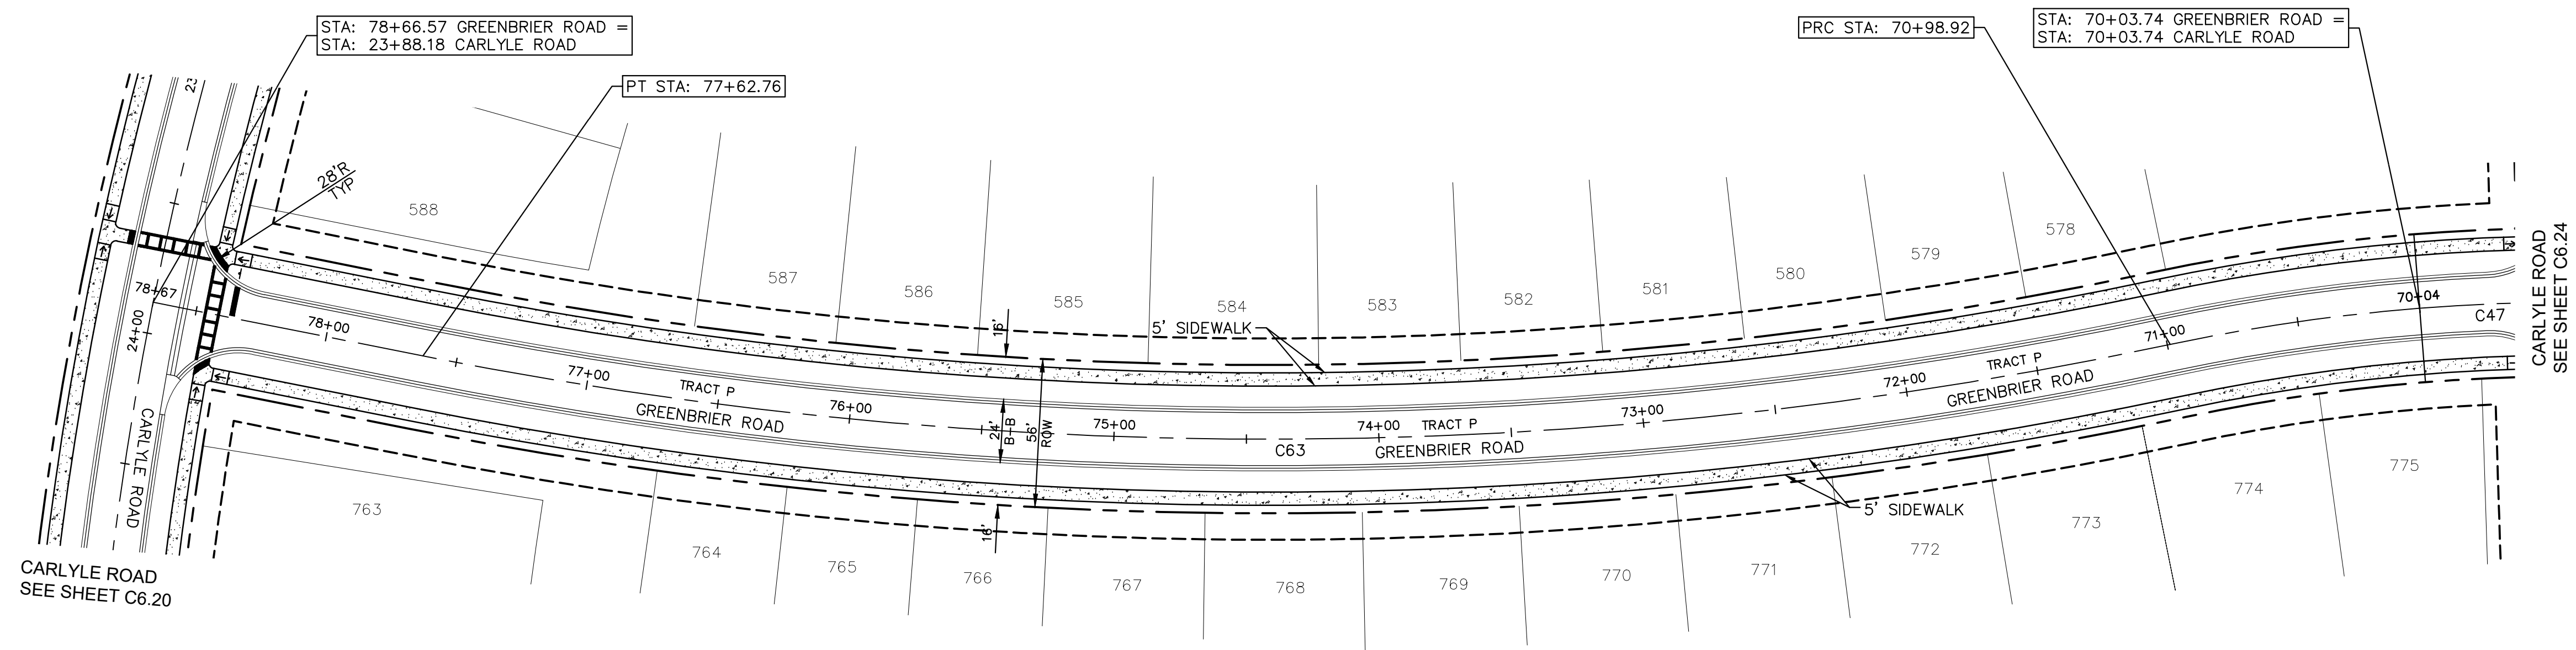 STA: 78+66.57 GREENBRIER ROAD =
STA: 23+88.18 CARLYLE ROAD
PT STA: 77+62.76
PRC STA: 70+98.92
STA: 70+03.74 GREENBRIER ROAD =
STA: 70+03.74 CARLYLE ROAD
23
28'R
TYP
588
587
586
585
584
583
582
581
580
579
578
5' SIDEWALK
16'
78+67
24+00
78+00
77+00
76+00
75+00
74+00
73+00
72+00
71+00
70+04
C47
TRACT P
GREENBRIER ROAD
24'
B-B
56'
ROW
C63
TRACT P
GREENBRIER ROAD
TRACT P
GREENBRIER ROAD
CARLYLE ROAD
SEE SHEET C6.24
CARLYLE ROAD
16'
5' SIDEWALK
763
764
765
766
767
768
769
770
771
772
773
774
775
CARLYLE ROAD
SEE SHEET C6.20